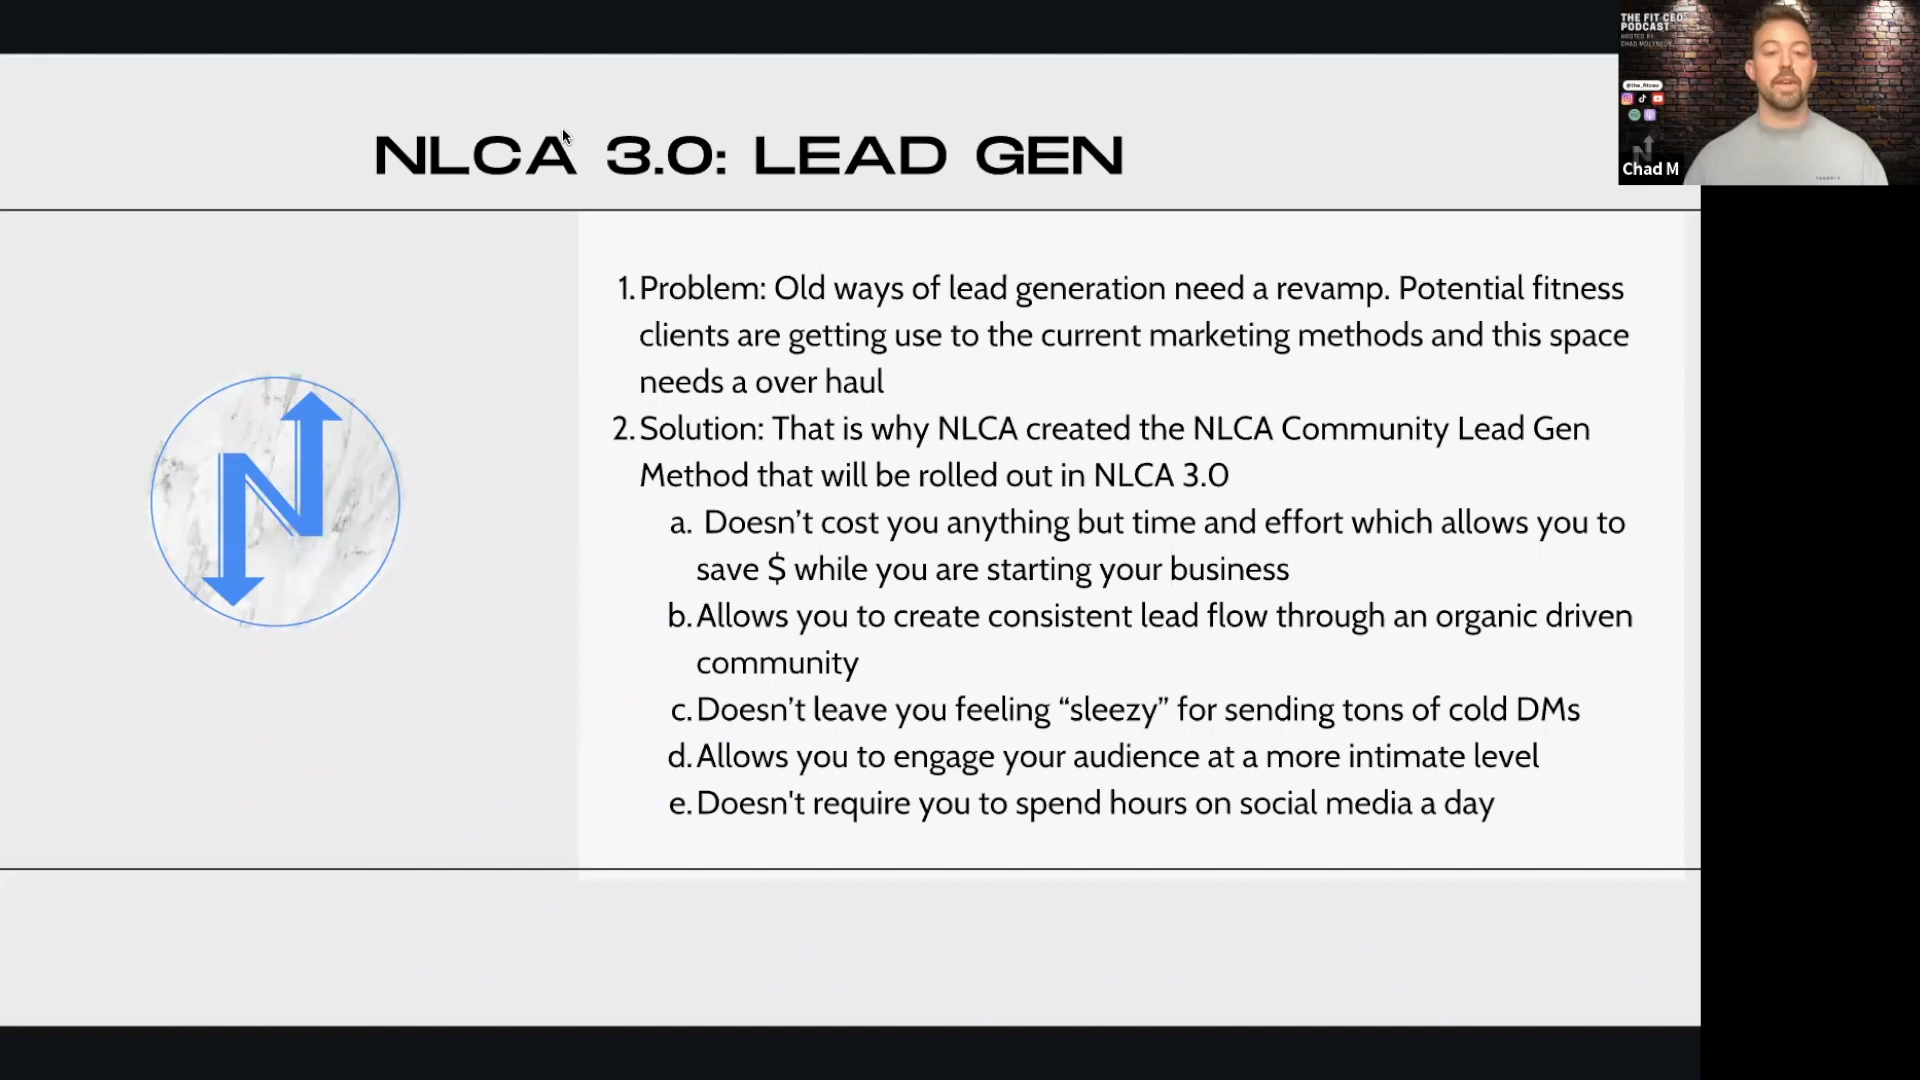 THE FIT CEO
PODCAST
HOSTED BY:
CHAD MOLYNEUX
@the_fitceo
Chad M
NLCA 3.0: LEAD GEN
N
1. Problem: Old ways of lead generation need a revamp. Potential fitness
clients are getting use to the current marketing methods and this space
needs a over haul
2. Solution: That is why NLCA created the NLCA Community Lead Gen
Method that will be rolled out in NLCA 3.0
a. Doesn’t cost you anything but time and effort which allows you to
save $ while you are starting your business
b. Allows you to create consistent lead flow through an organic driven
community
c. Doesn’t leave you feeling “sleezy” for sending tons of cold DMs
d. Allows you to engage your audience at a more intimate level
e. Doesn't require you to spend hours on social media a day